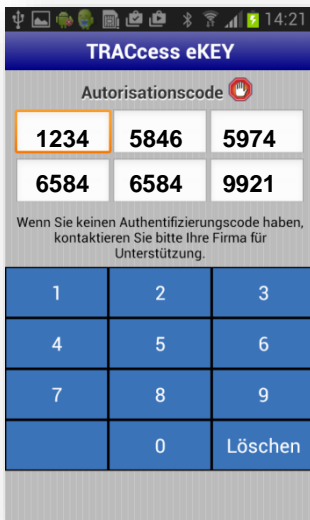 14:21
TRACcess eKEY
Autorisationscode
1234 5846 5974
6584 6584 9921
Wenn Sie keinen Authentifizierungscode haben,
kontaktieren Sie bitte Ihre Firma für
Unterstützung.
1 2 3
4 5 6
7 8 9
0 Löschen